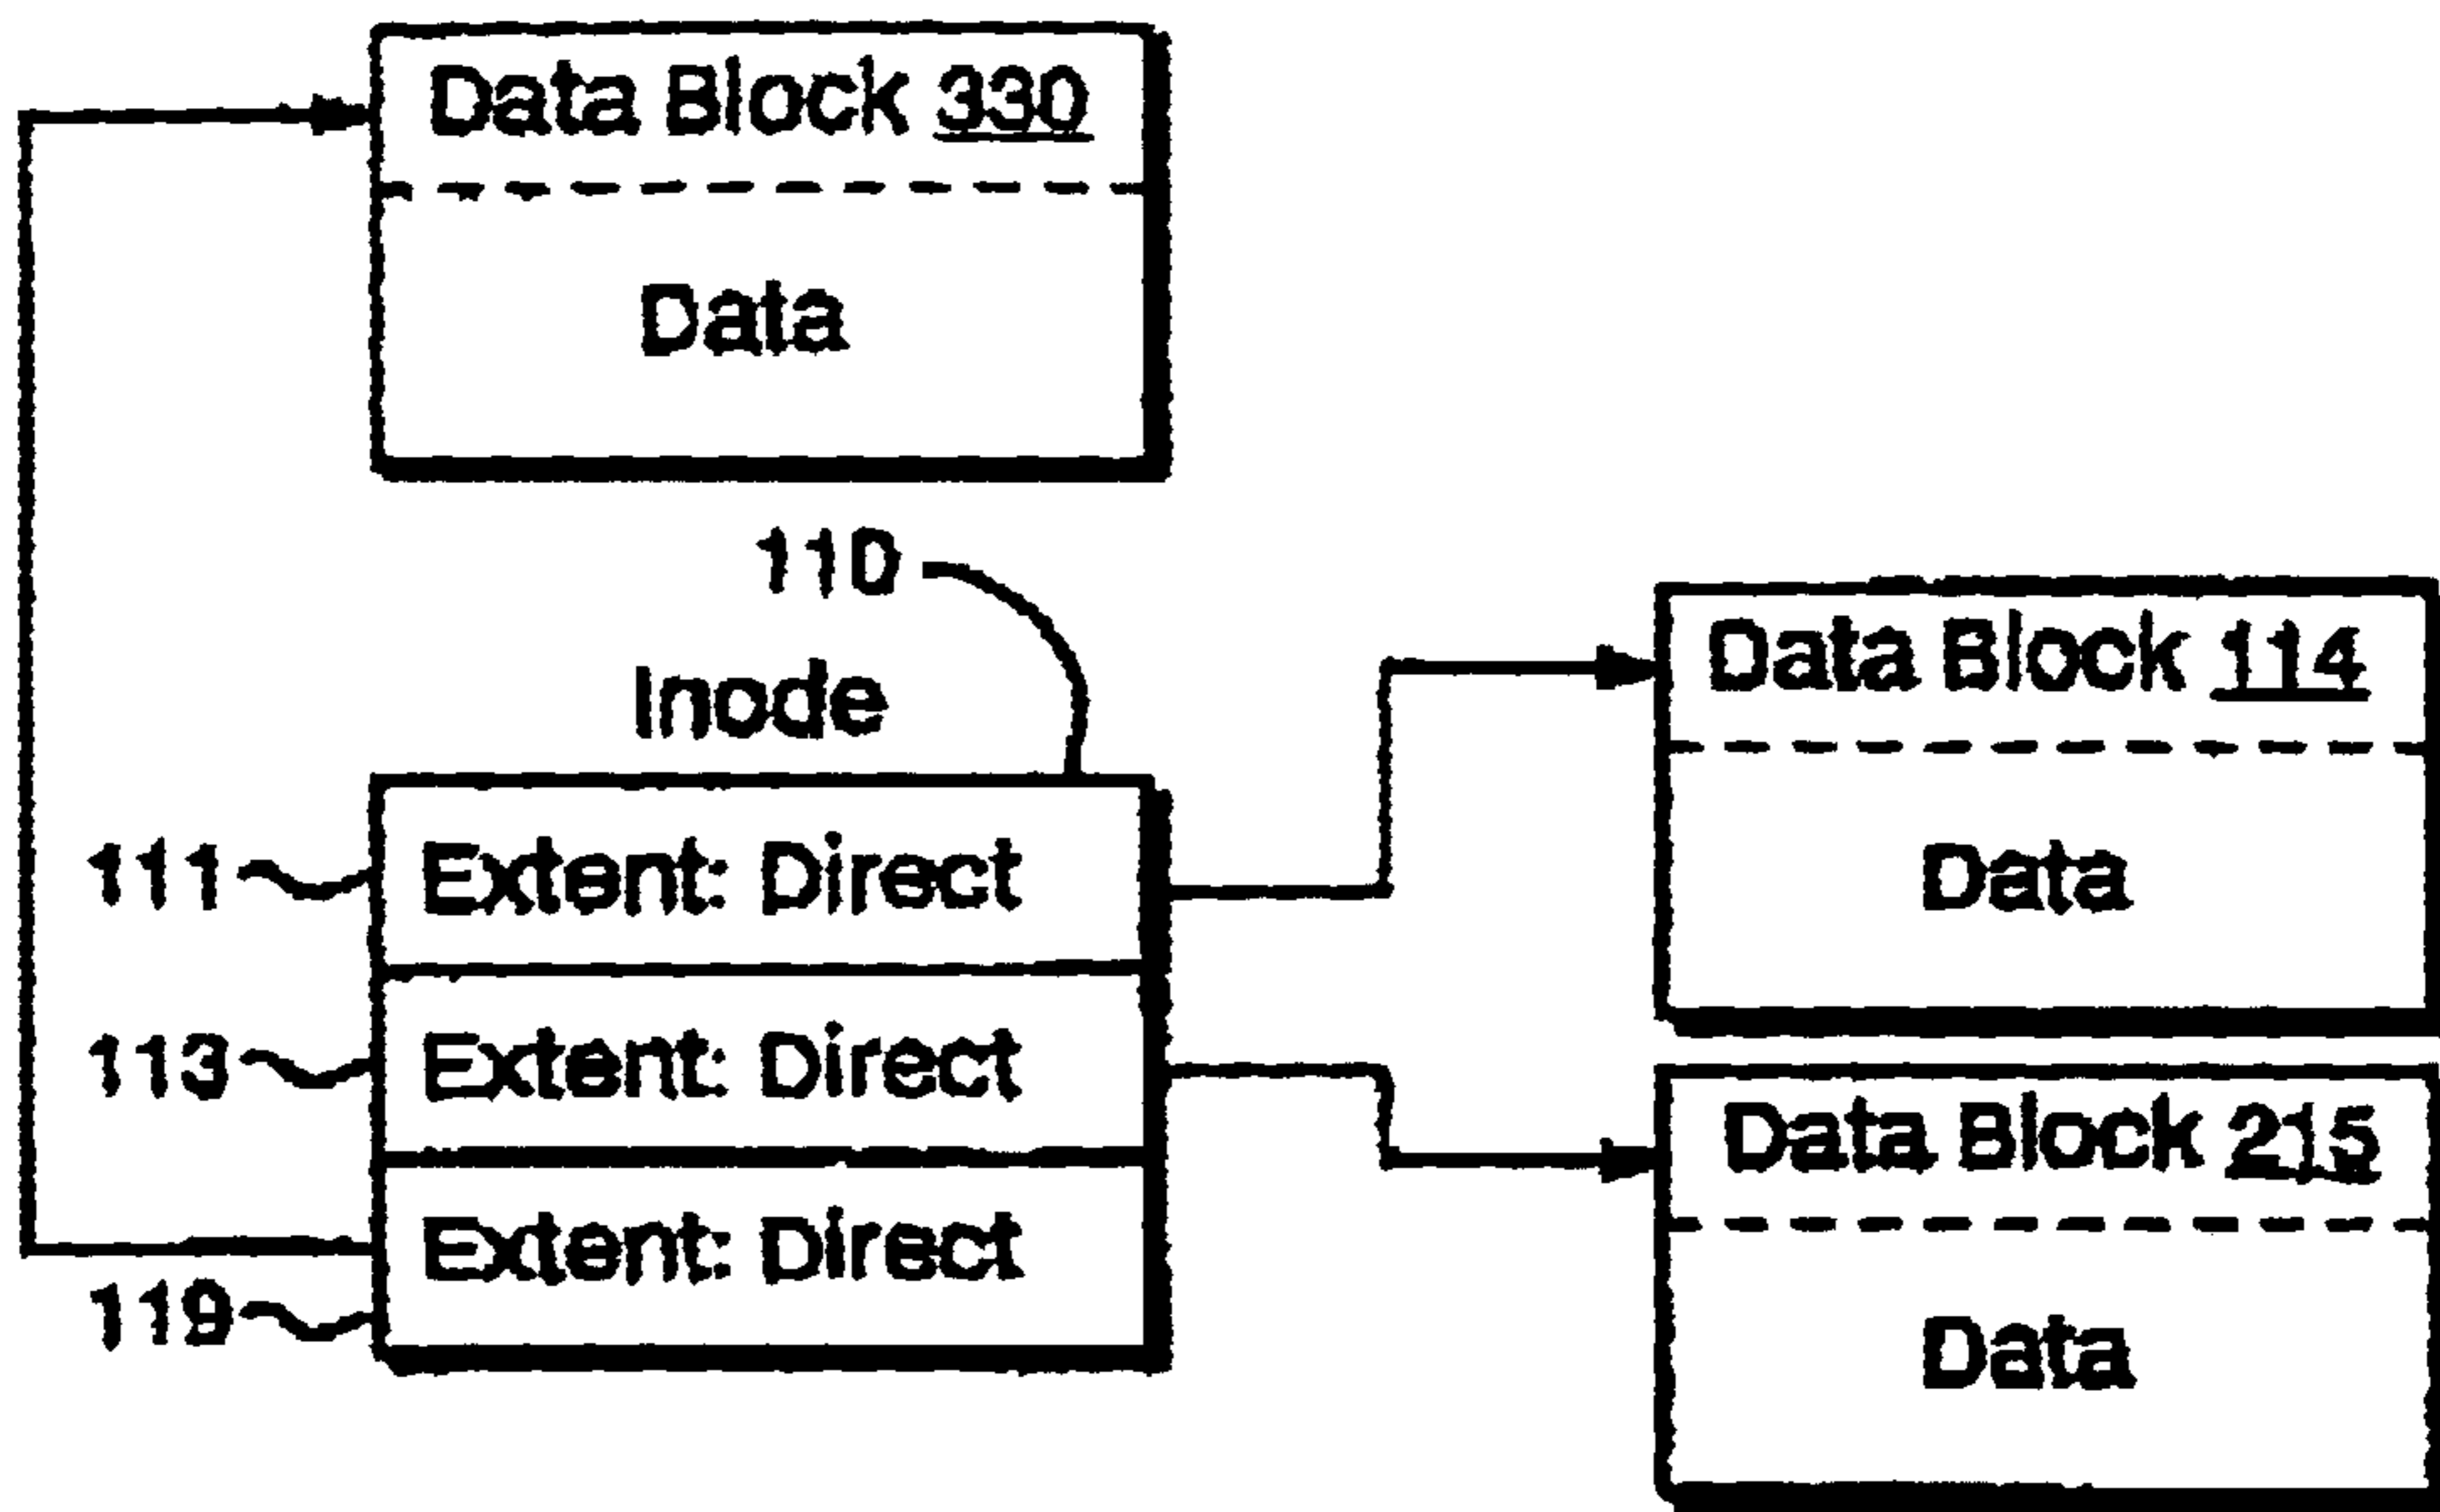 Data Block 330
Data
110
Inode
Data Block 114
Data
111
Extent: Direct
113
Extent: Direct
Data Block 215
Data
Extent: Direct
119